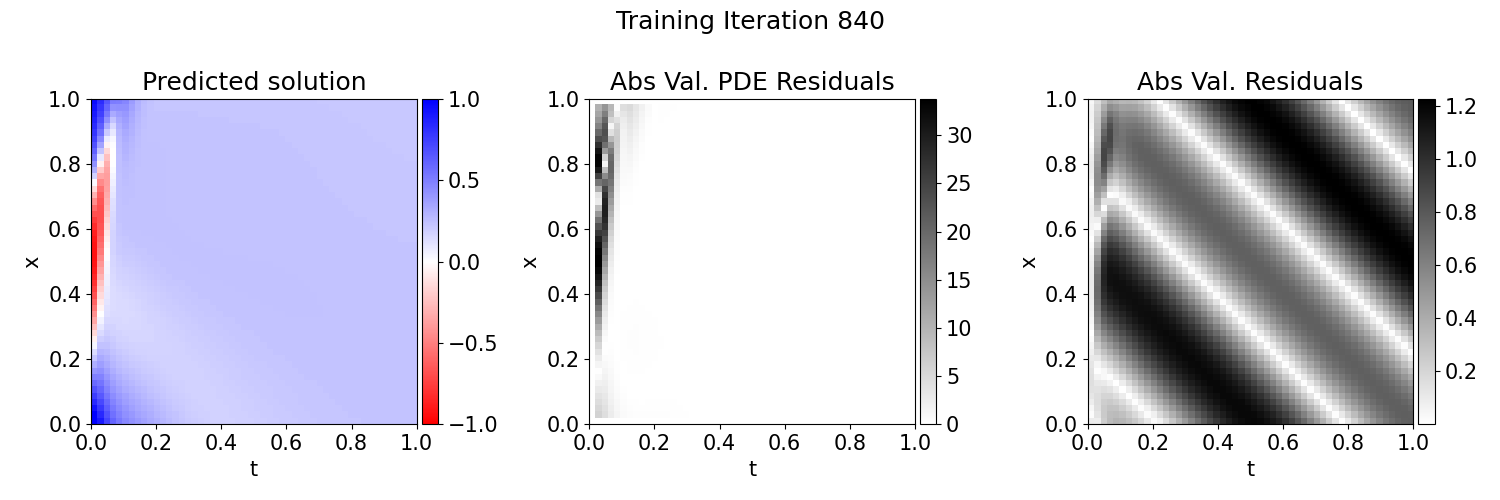 Training Iteration 840
Predicted solution
1.0
0.8
0.6
0.4
0.2
0.0
x
0.0 0.2 0.4 0.6 0.8 1.0
t
1.0
0.5
0.0
−0.5
−1.0
Abs Val. PDE Residuals
1.0
0.8
0.6
0.4
0.2
0.0
x
0.0 0.2 0.4 0.6 0.8 1.0
t
30
25
20
15
10
5
0
Abs Val. Residuals
1.0
0.8
0.6
0.4
0.2
0.0
x
0.0 0.2 0.4 0.6 0.8 1.0
t
1.2
1.0
0.8
0.6
0.4
0.2